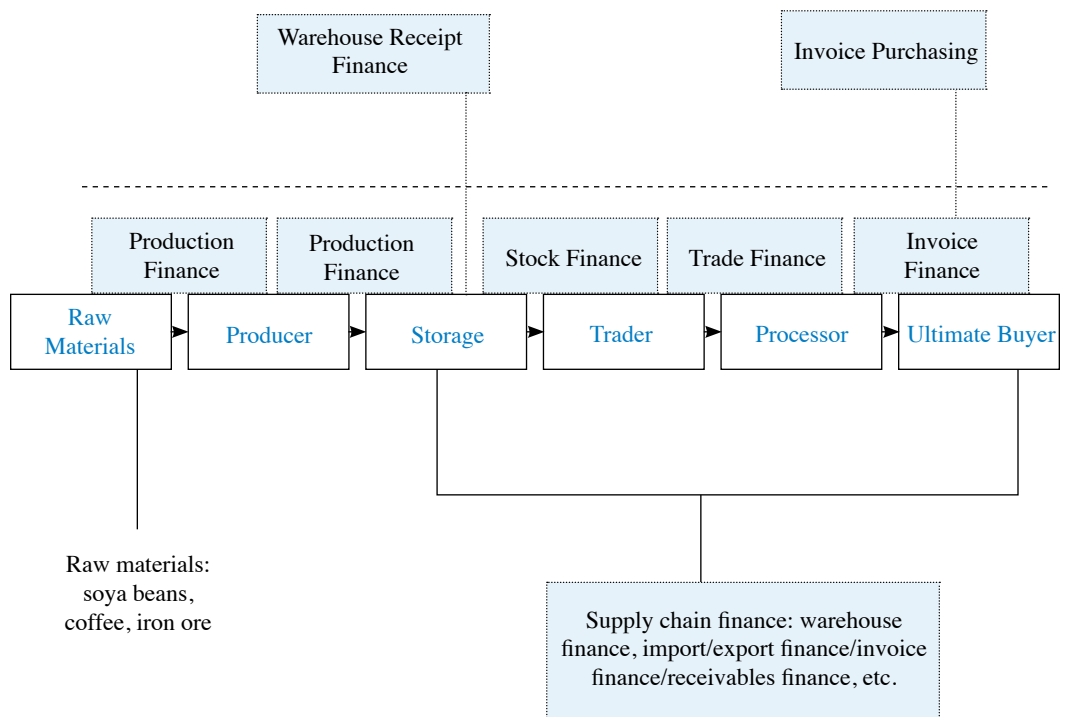 Warehouse Receipt
Finance
Invoice Purchasing
Production
Finance
Production
Finance
Stock Finance
Trade Finance
Invoice
Finance
Raw
Materials
Producer
Storage
Trader
Processor
Ultimate Buyer
Raw materials:
soya beans,
coffee, iron ore
Supply chain finance: warehouse
finance, import/export finance/invoice
finance/receivables finance, etc.